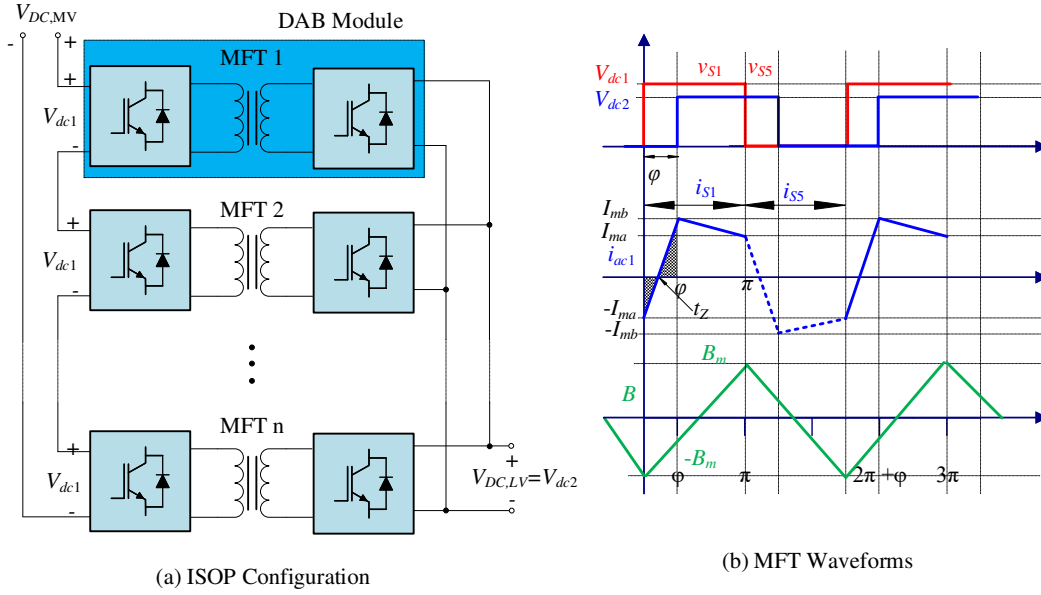 V_DC,MV
DAB Module
-
+
MFT 1
+
V_dc1
-
MFT 2
+
V_dc1
-
MFT n
+
V_dc1
-
+
V_DC,LV=V_dc2
-
(a) ISOP Configuration
V_dc1
v_S1
v_S5
V_dc2
φ
i_S1
i_S5
I_mb
I_ma
i_ac1
φ
π
t_Z
-I_ma
-I_mb
B_m
B
-B_m
φ
π
2π
+φ
3π
(b) MFT Waveforms